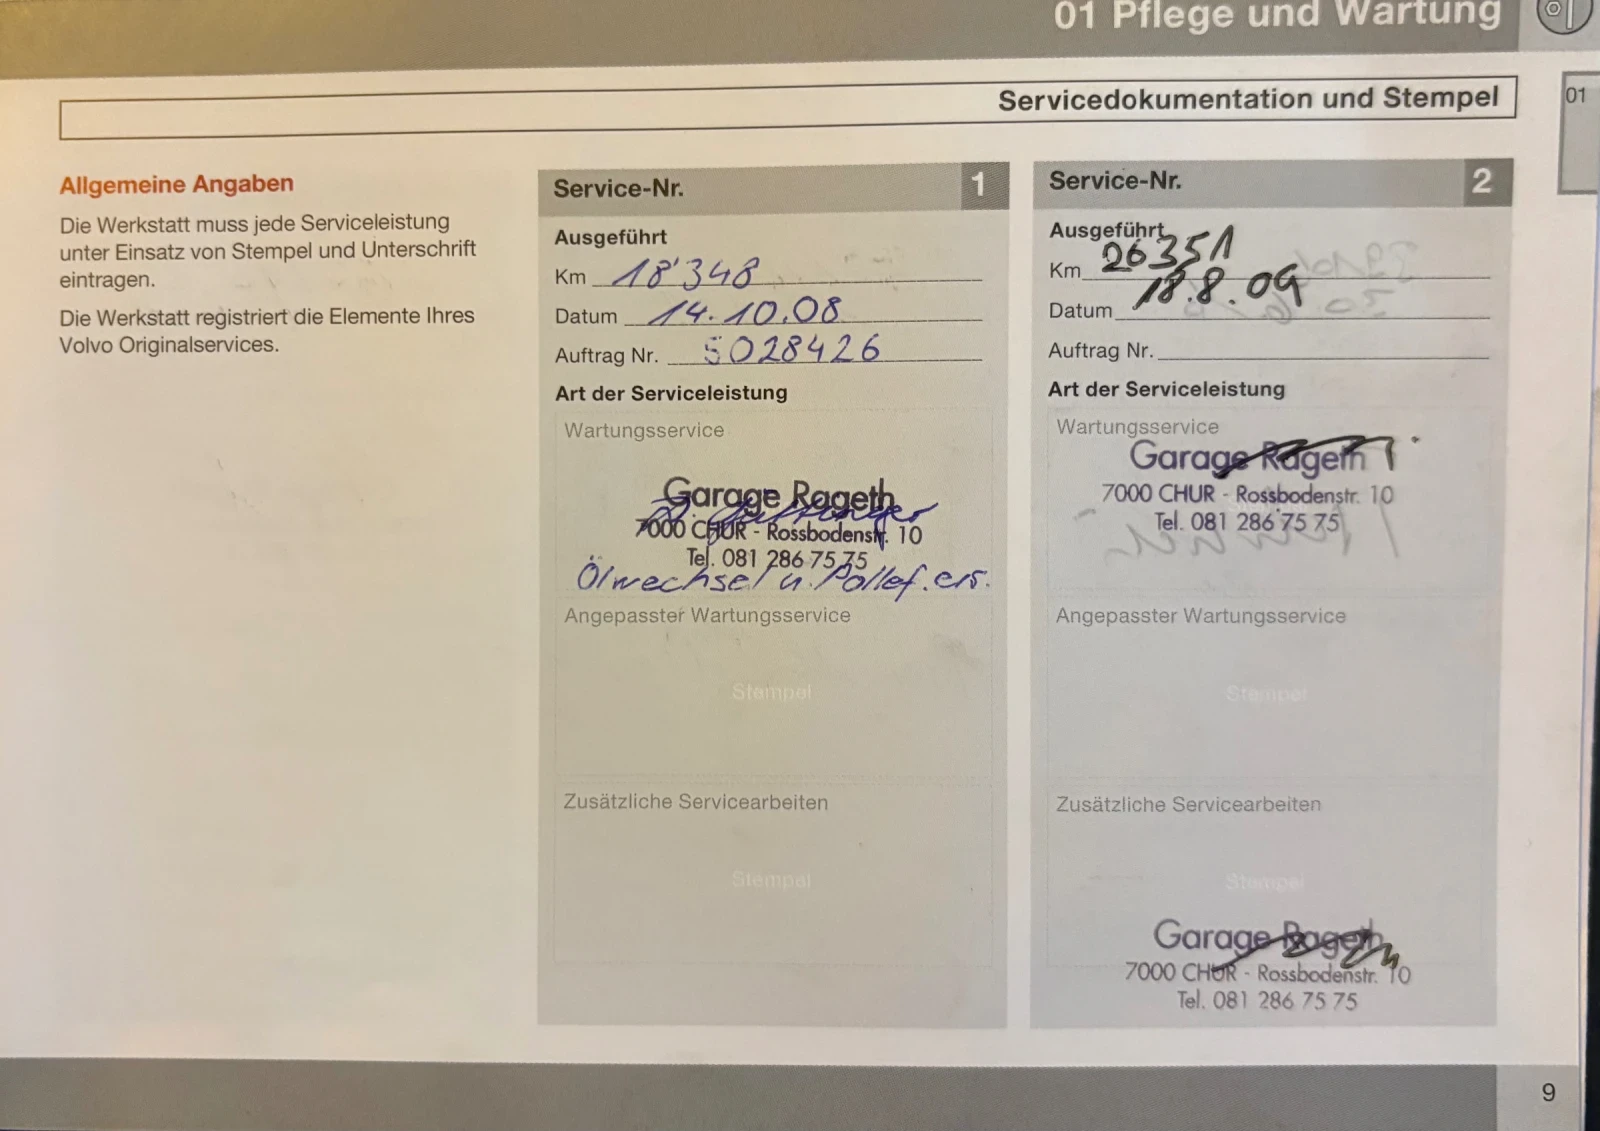 01 Pflege und Wartung
Servicedokumentation und Stempel
01
Allgemeine Angaben
Die Werkstatt muss jede Serviceleistung
unter Einsatz von Stempel und Unterschrift
eintragen.
Die Werkstatt registriert die Elemente Ihres
Volvo Originalservices.
Service-Nr. 1
Ausgeführt
Km 18'348
Datum 14.10.08
Auftrag Nr. 5028426
Art der Serviceleistung
Wartungsservice
Garage Rageth
7000 CHUR - Rossbodenstr. 10
Tel. 081 286 75 75
Ölwechsel u. Pollef. ers.
Angepasster Wartungsservice
Stempel
Zusätzliche Servicearbeiten
Stempel
Service-Nr. 2
Ausgeführt
Km 26351
Datum 18.8.09
Auftrag Nr.
Art der Serviceleistung
Wartungsservice
Garage Rageth
7000 CHUR - Rossbodenstr. 10
Tel. 081 286 75 75
Angepasster Wartungsservice
Stempel
Zusätzliche Servicearbeiten
Stempel
Garage Rageth
7000 CHUR - Rossbodenstr. 10
Tel. 081 286 75 75
9